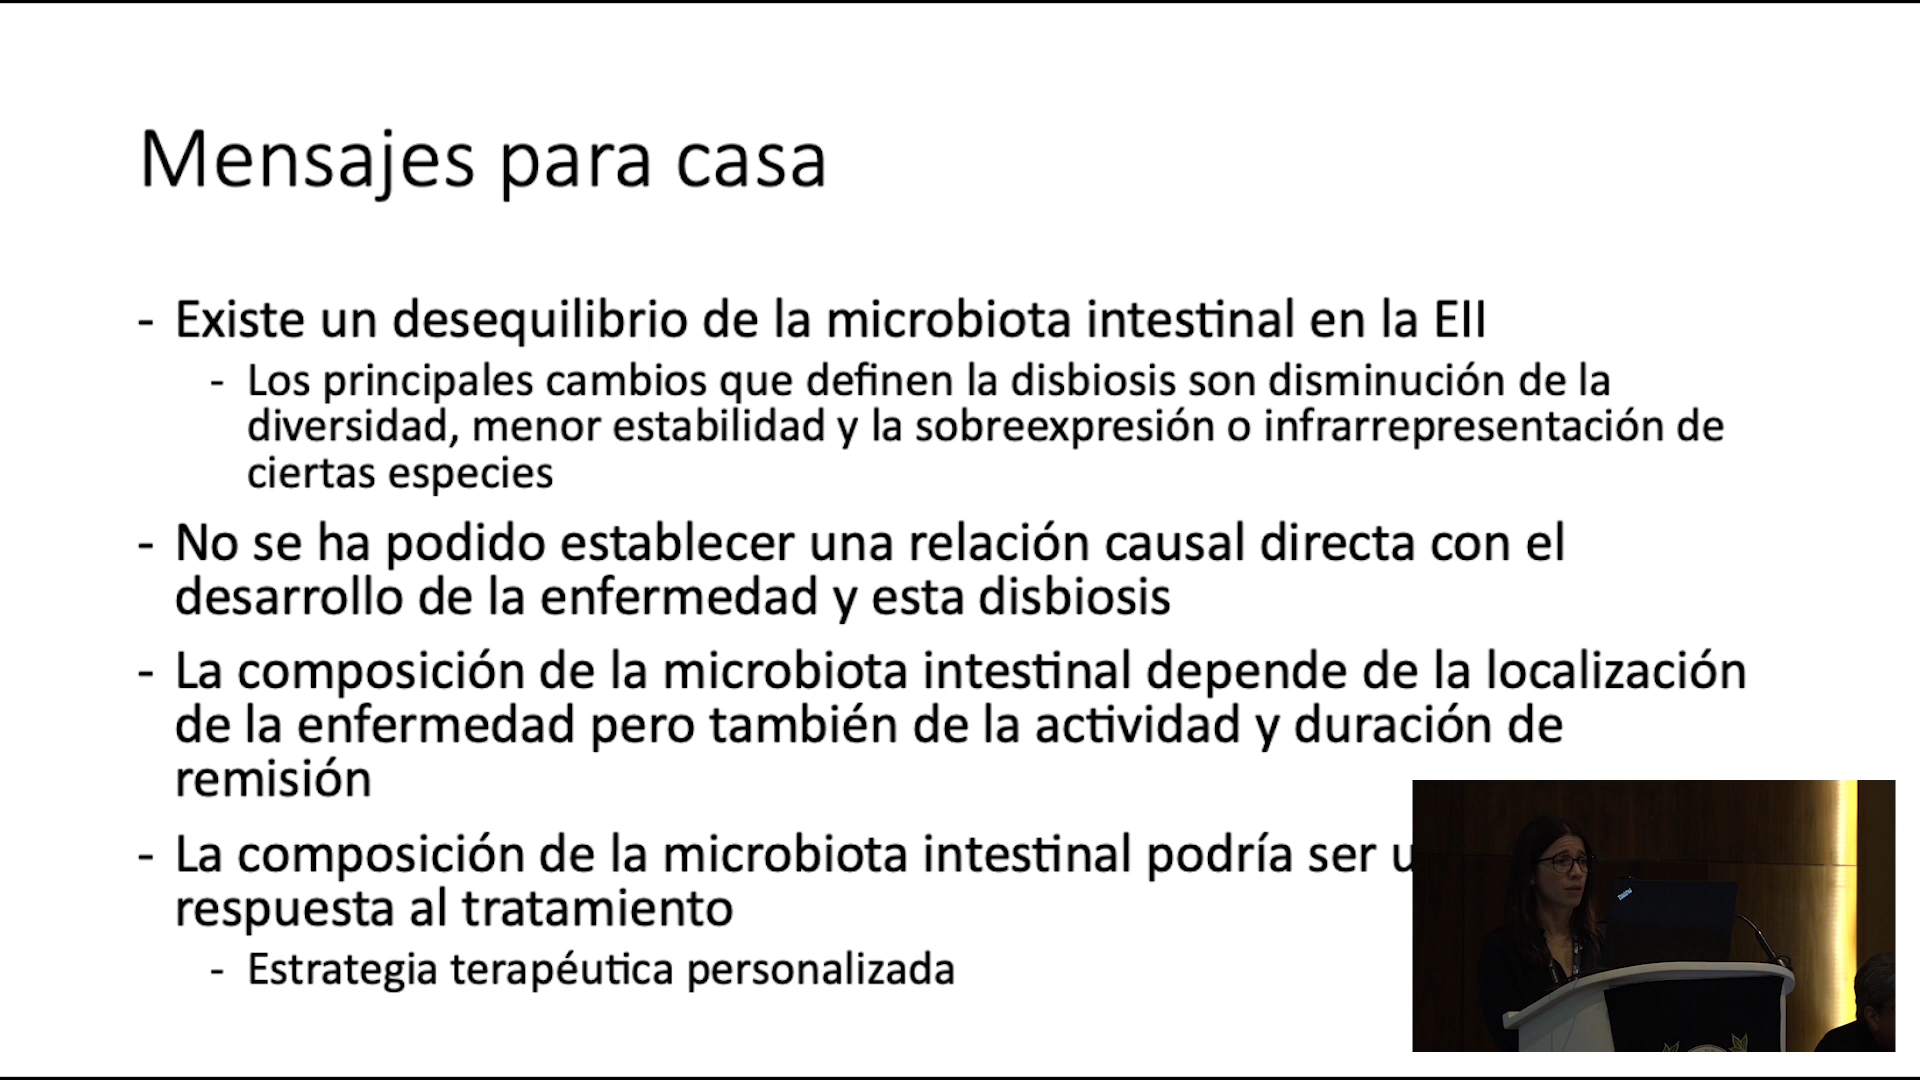 Mensajes para casa
- Existe un desequilibrio de la microbiota intestinal en la EII
- Los principales cambios que definen la disbiosis son disminución de la
diversidad, menor estabilidad y la sobreexpresión o infrarrepresentación de
ciertas especies
- No se ha podido establecer una relación causal directa con el
desarrollo de la enfermedad y esta disbiosis
- La composición de la microbiota intestinal depende de la localización
de la enfermedad pero también de la actividad y duración de
remisión
- La composición de la microbiota intestinal podría ser
respuesta al tratamiento
- Estrategia terapéutica personalizada
ThinkPad